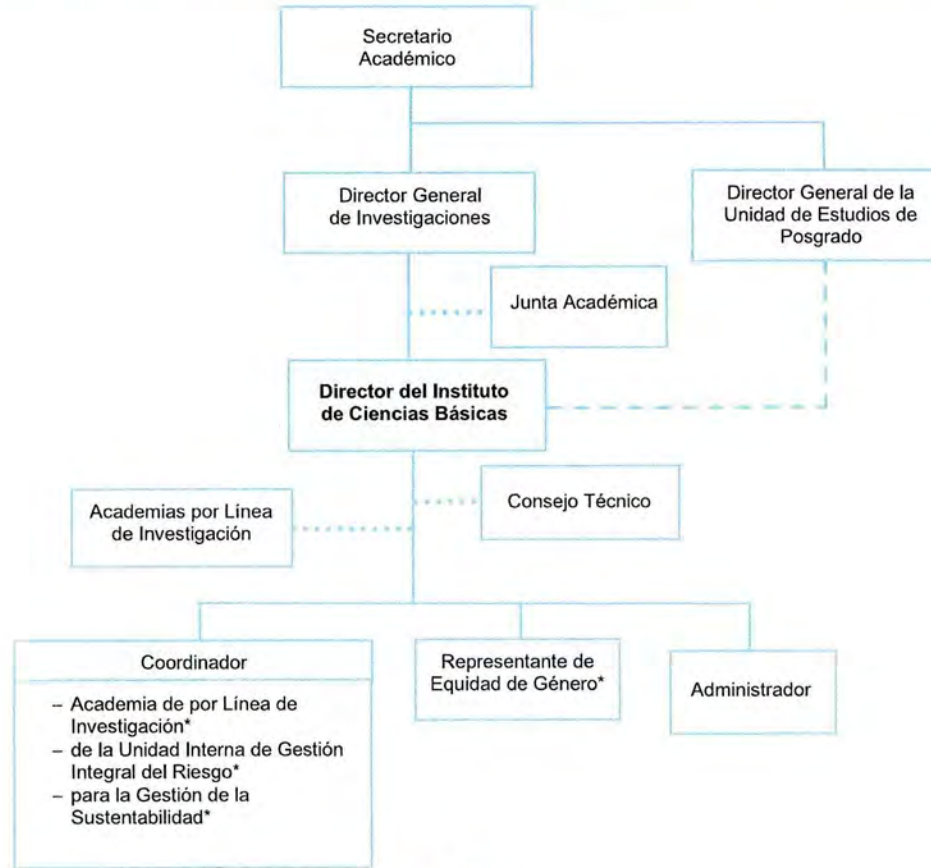 Secretario
Académico
Director General
de Investigaciones
Director General de la
Unidad de Estudios de
Posgrado
Junta Académica
Director del Instituto
de Ciencias Básicas
Academias por Línea
de Investigación
Consejo Técnico
Coordinador
– Academia de por Línea de
Investigación*
– de la Unidad Interna de Gestión
Integral del Riesgo*
– para la Gestión de la
Sustentabilidad*
Representante de
Equidad de Género*
Administrador